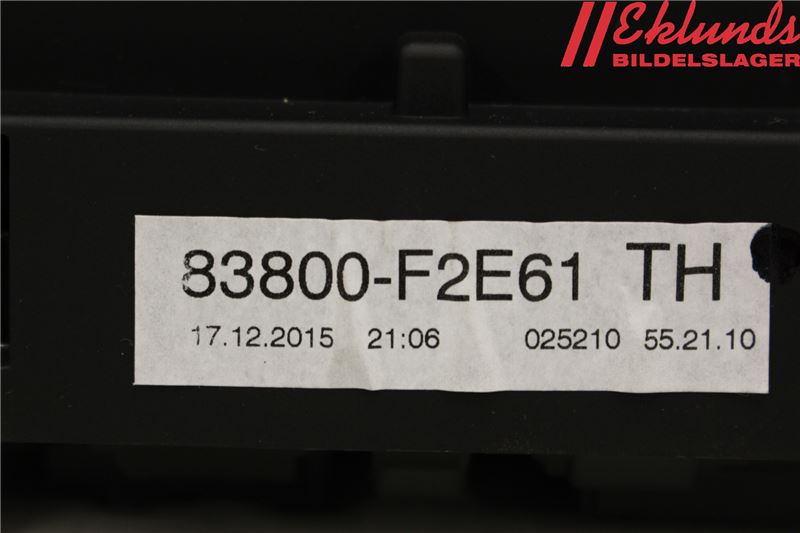 Eklunds
BILDELSLAGER
83800-F2E61 TH
17.12.2015 21:06 025210 55.21.10